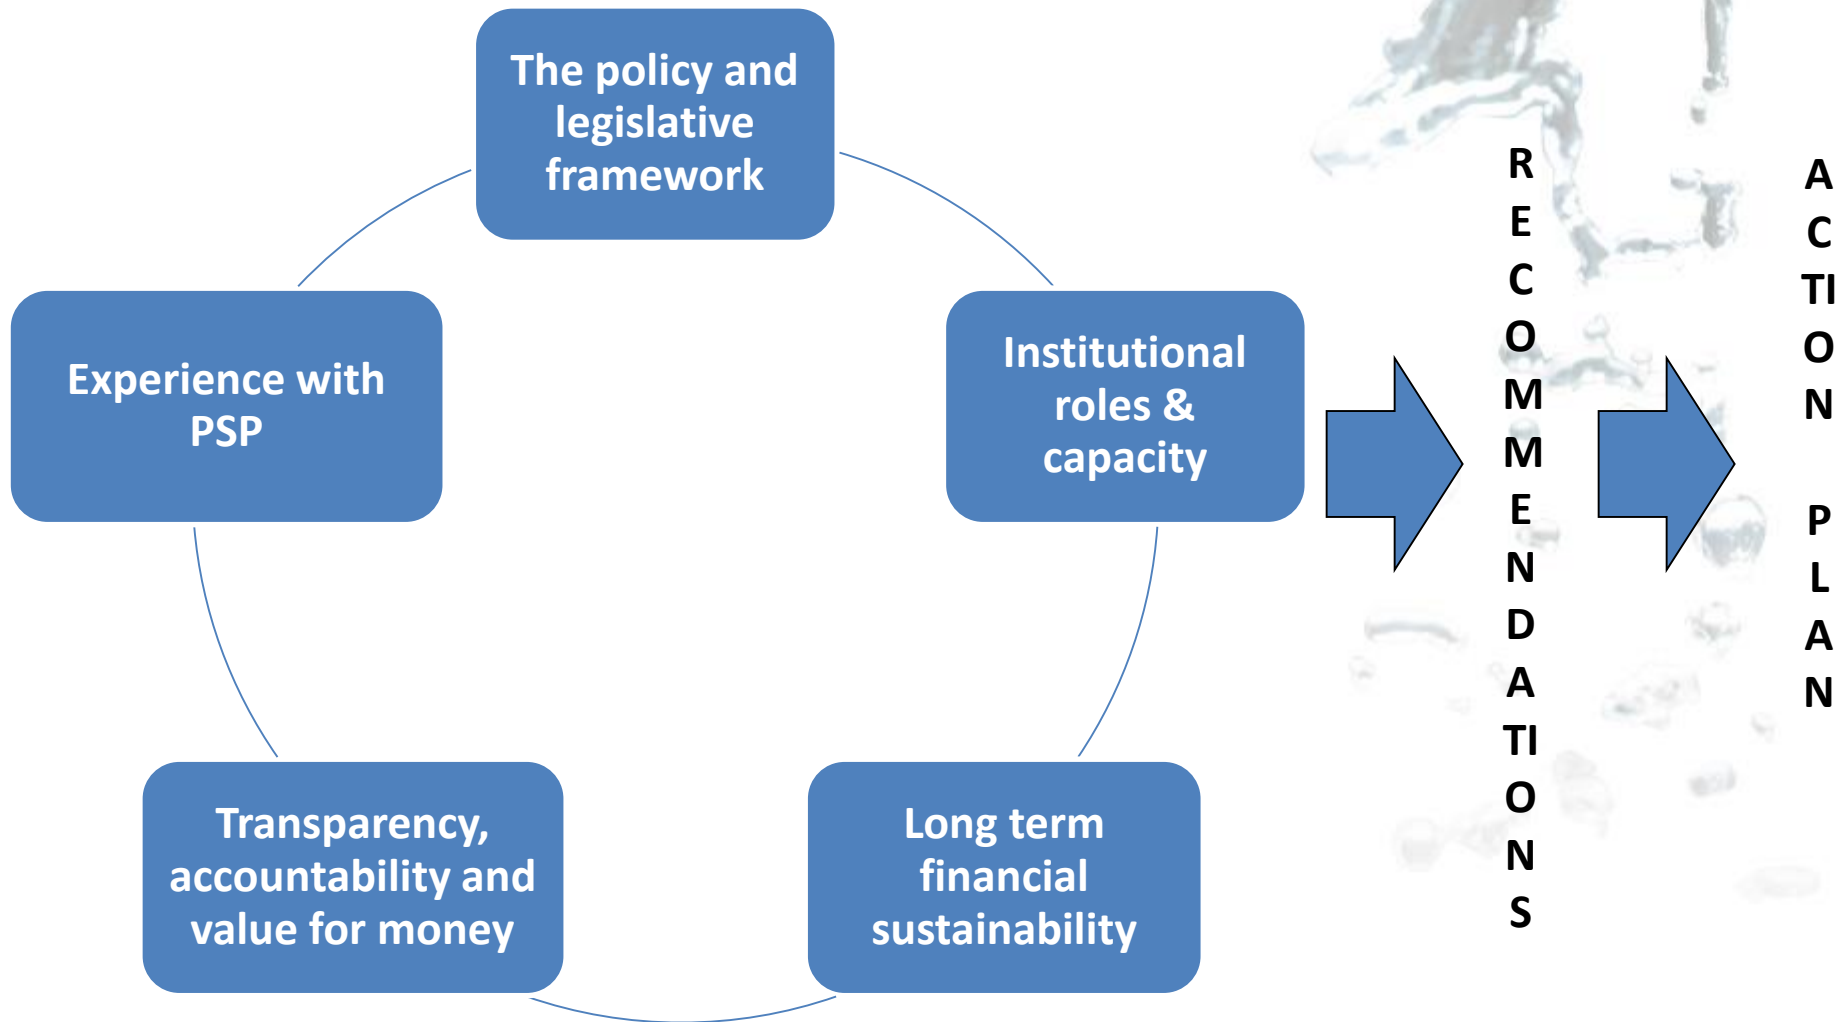 The policy and
legislative
framework
Institutional
roles &
capacity
Long term
financial
sustainability
Transparency,
accountability and
value for money
Experience with
PSP
R
E
C
O
M
M
E
N
D
A
TI
O
N
S
A
C
TI
O
N
P
L
A
N